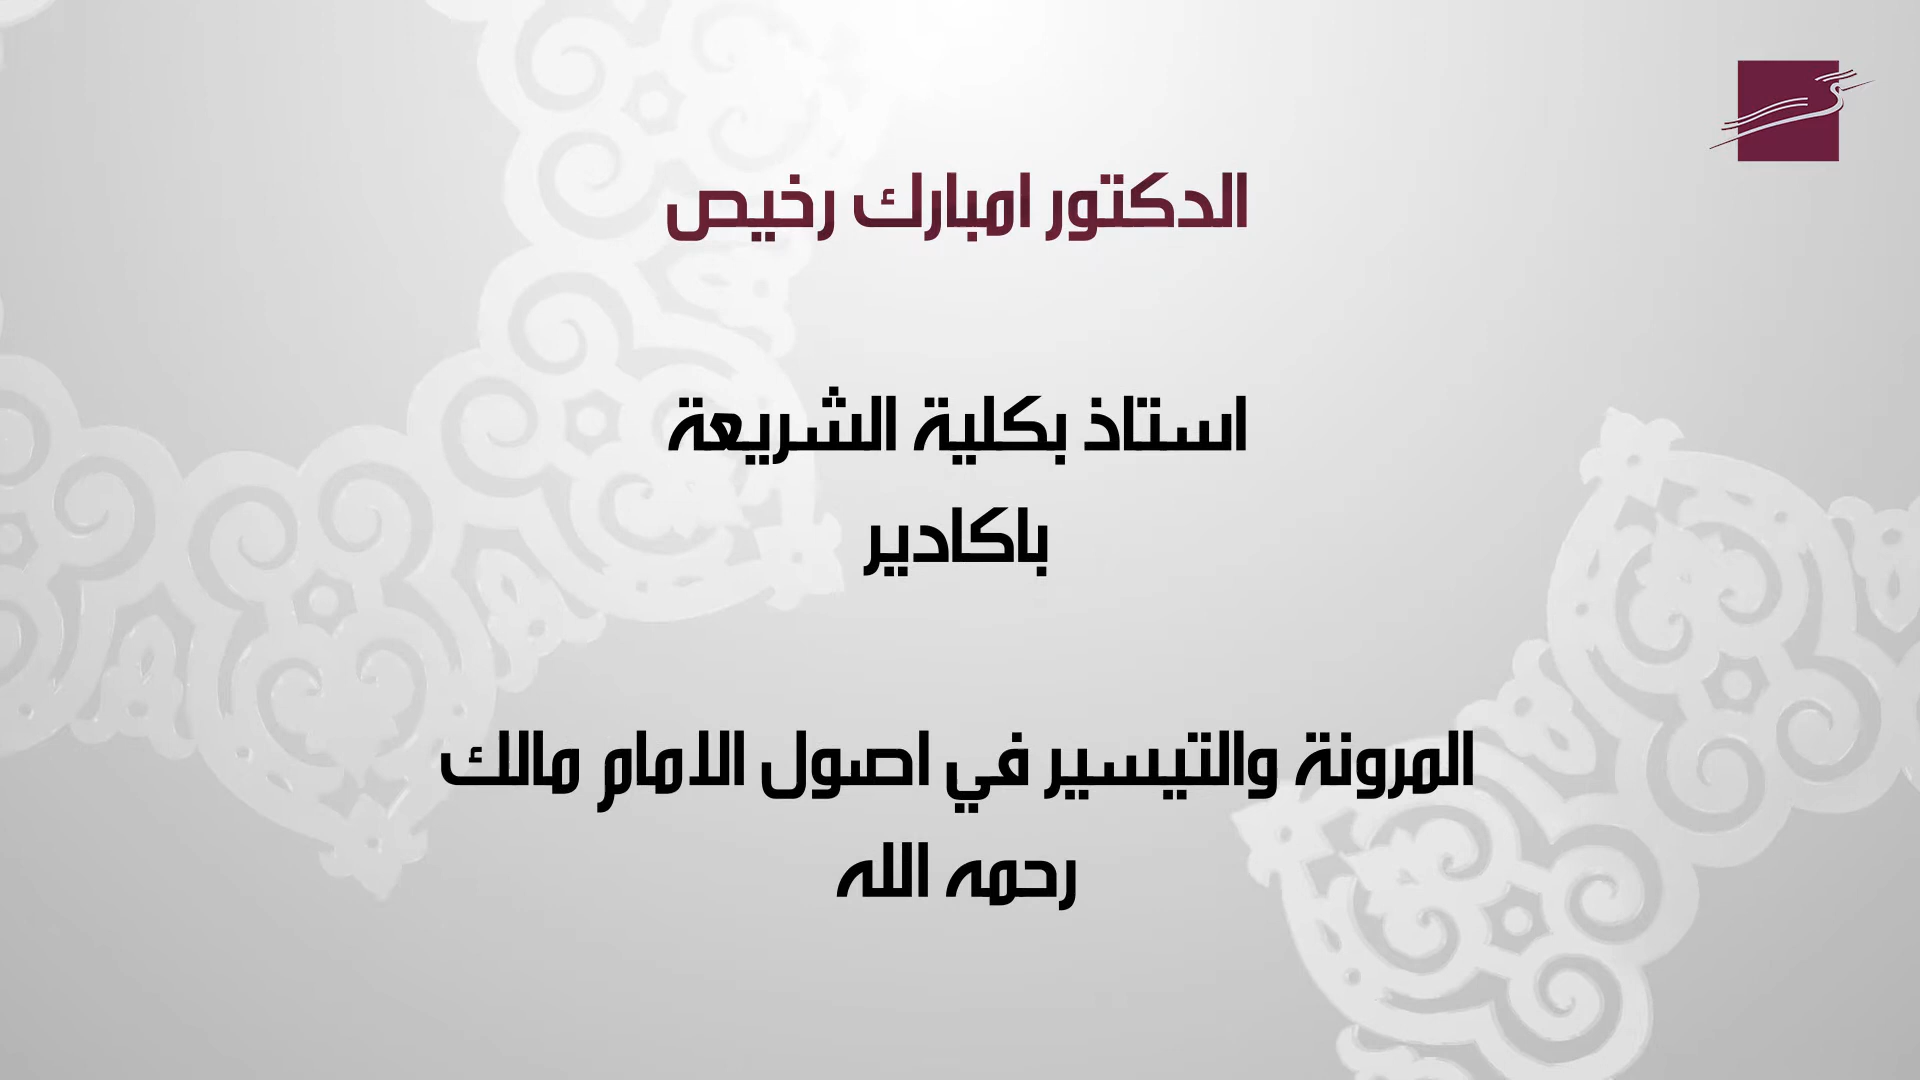 الدكتور امبارك رخيص
استاذ بكلية الشريعة
باكادير
المرونة والتيسير في اصول الامام مالك
رحمه الله